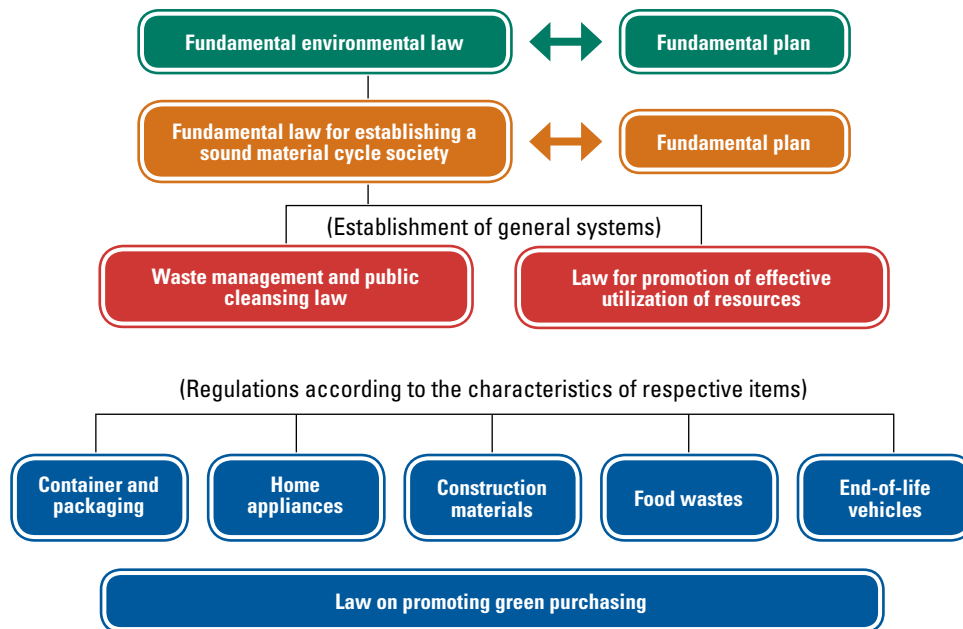 Fundamental environmental law
Fundamental plan
Fundamental law for establishing a
sound material cycle society
Fundamental plan
(Establishment of general systems)
Waste management and public
cleansing law
Law for promotion of effective
utilization of resources
(Regulations according to the characteristics of respective items)
Container and
packaging
Home
appliances
Construction
materials
Food wastes
End-of-life
vehicles
Law on promoting green purchasing